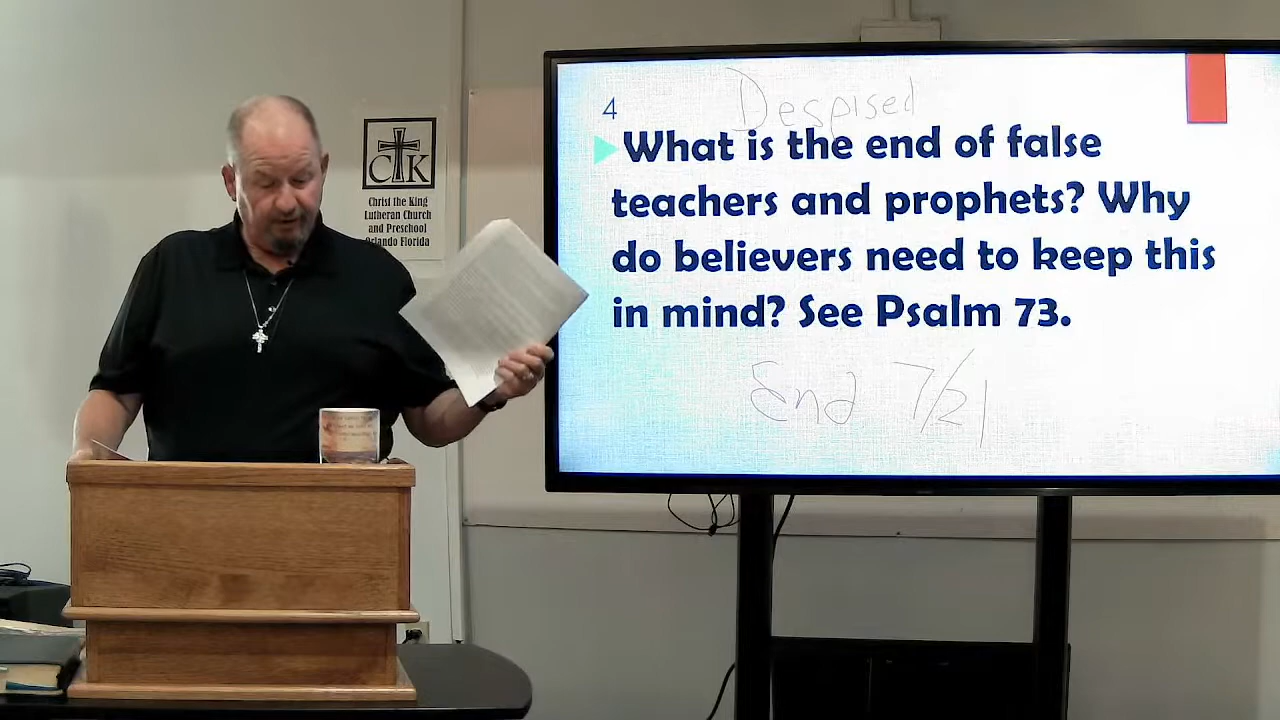 CK
Christ the King
Lutheran Church
and Preschool
Orlando Florida
Despised
4
What is the end of false
teachers and prophets? Why
do believers need to keep this
in mind? See Psalm 73.
End 7/21